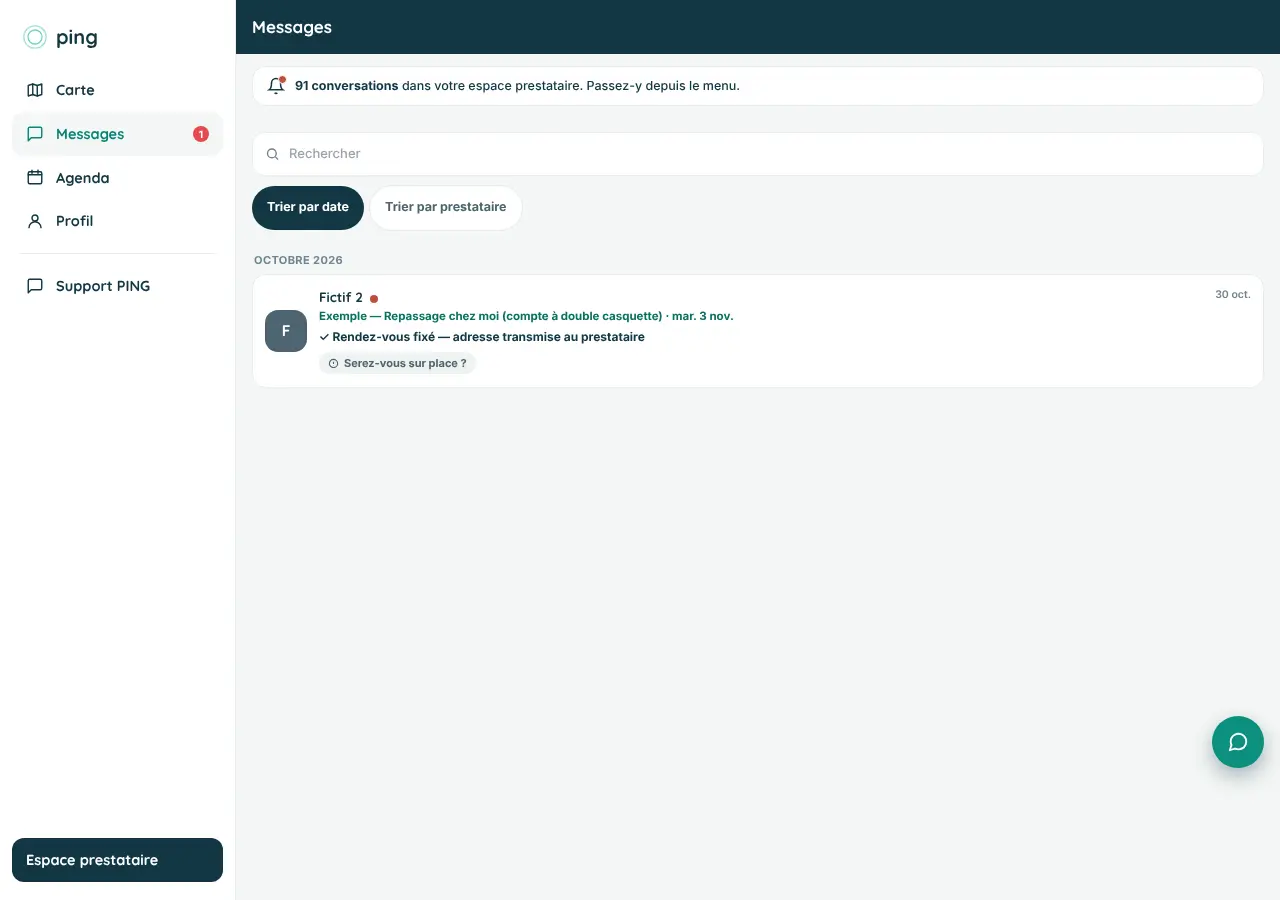 ping
Carte
Messages
1
Agenda
Profil
Support PING
Espace prestataire
Messages
91 conversations dans votre espace prestataire. Passez-y depuis le menu.
Rechercher
Trier par date
Trier par prestataire
OCTOBRE 2026
F
Fictif 2
30 oct.
Exemple — Repassage chez moi (compte à double casquette) · mar. 3 nov.
✓ Rendez-vous fixé — adresse transmise au prestataire
Serez-vous sur place ?